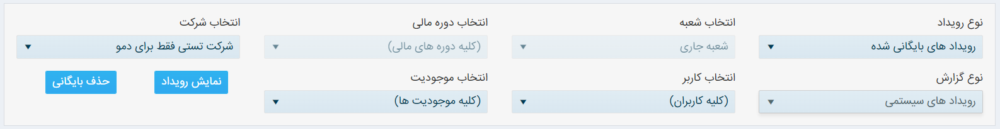 نوع رویداد
انتخاب شعبه
انتخاب دوره مالی
انتخاب شرکت
رویداد های بایگانی شده
شعبه جاری
(کلیه دوره های مالی)
شرکت تستی فقط برای دمو
نوع گزارش
انتخاب کاربر
انتخاب موجودیت
نمایش رویداد
حذف بایگانی
رویداد های سیستمی
(کلیه کاربران)
(کلیه موجودیت ها)